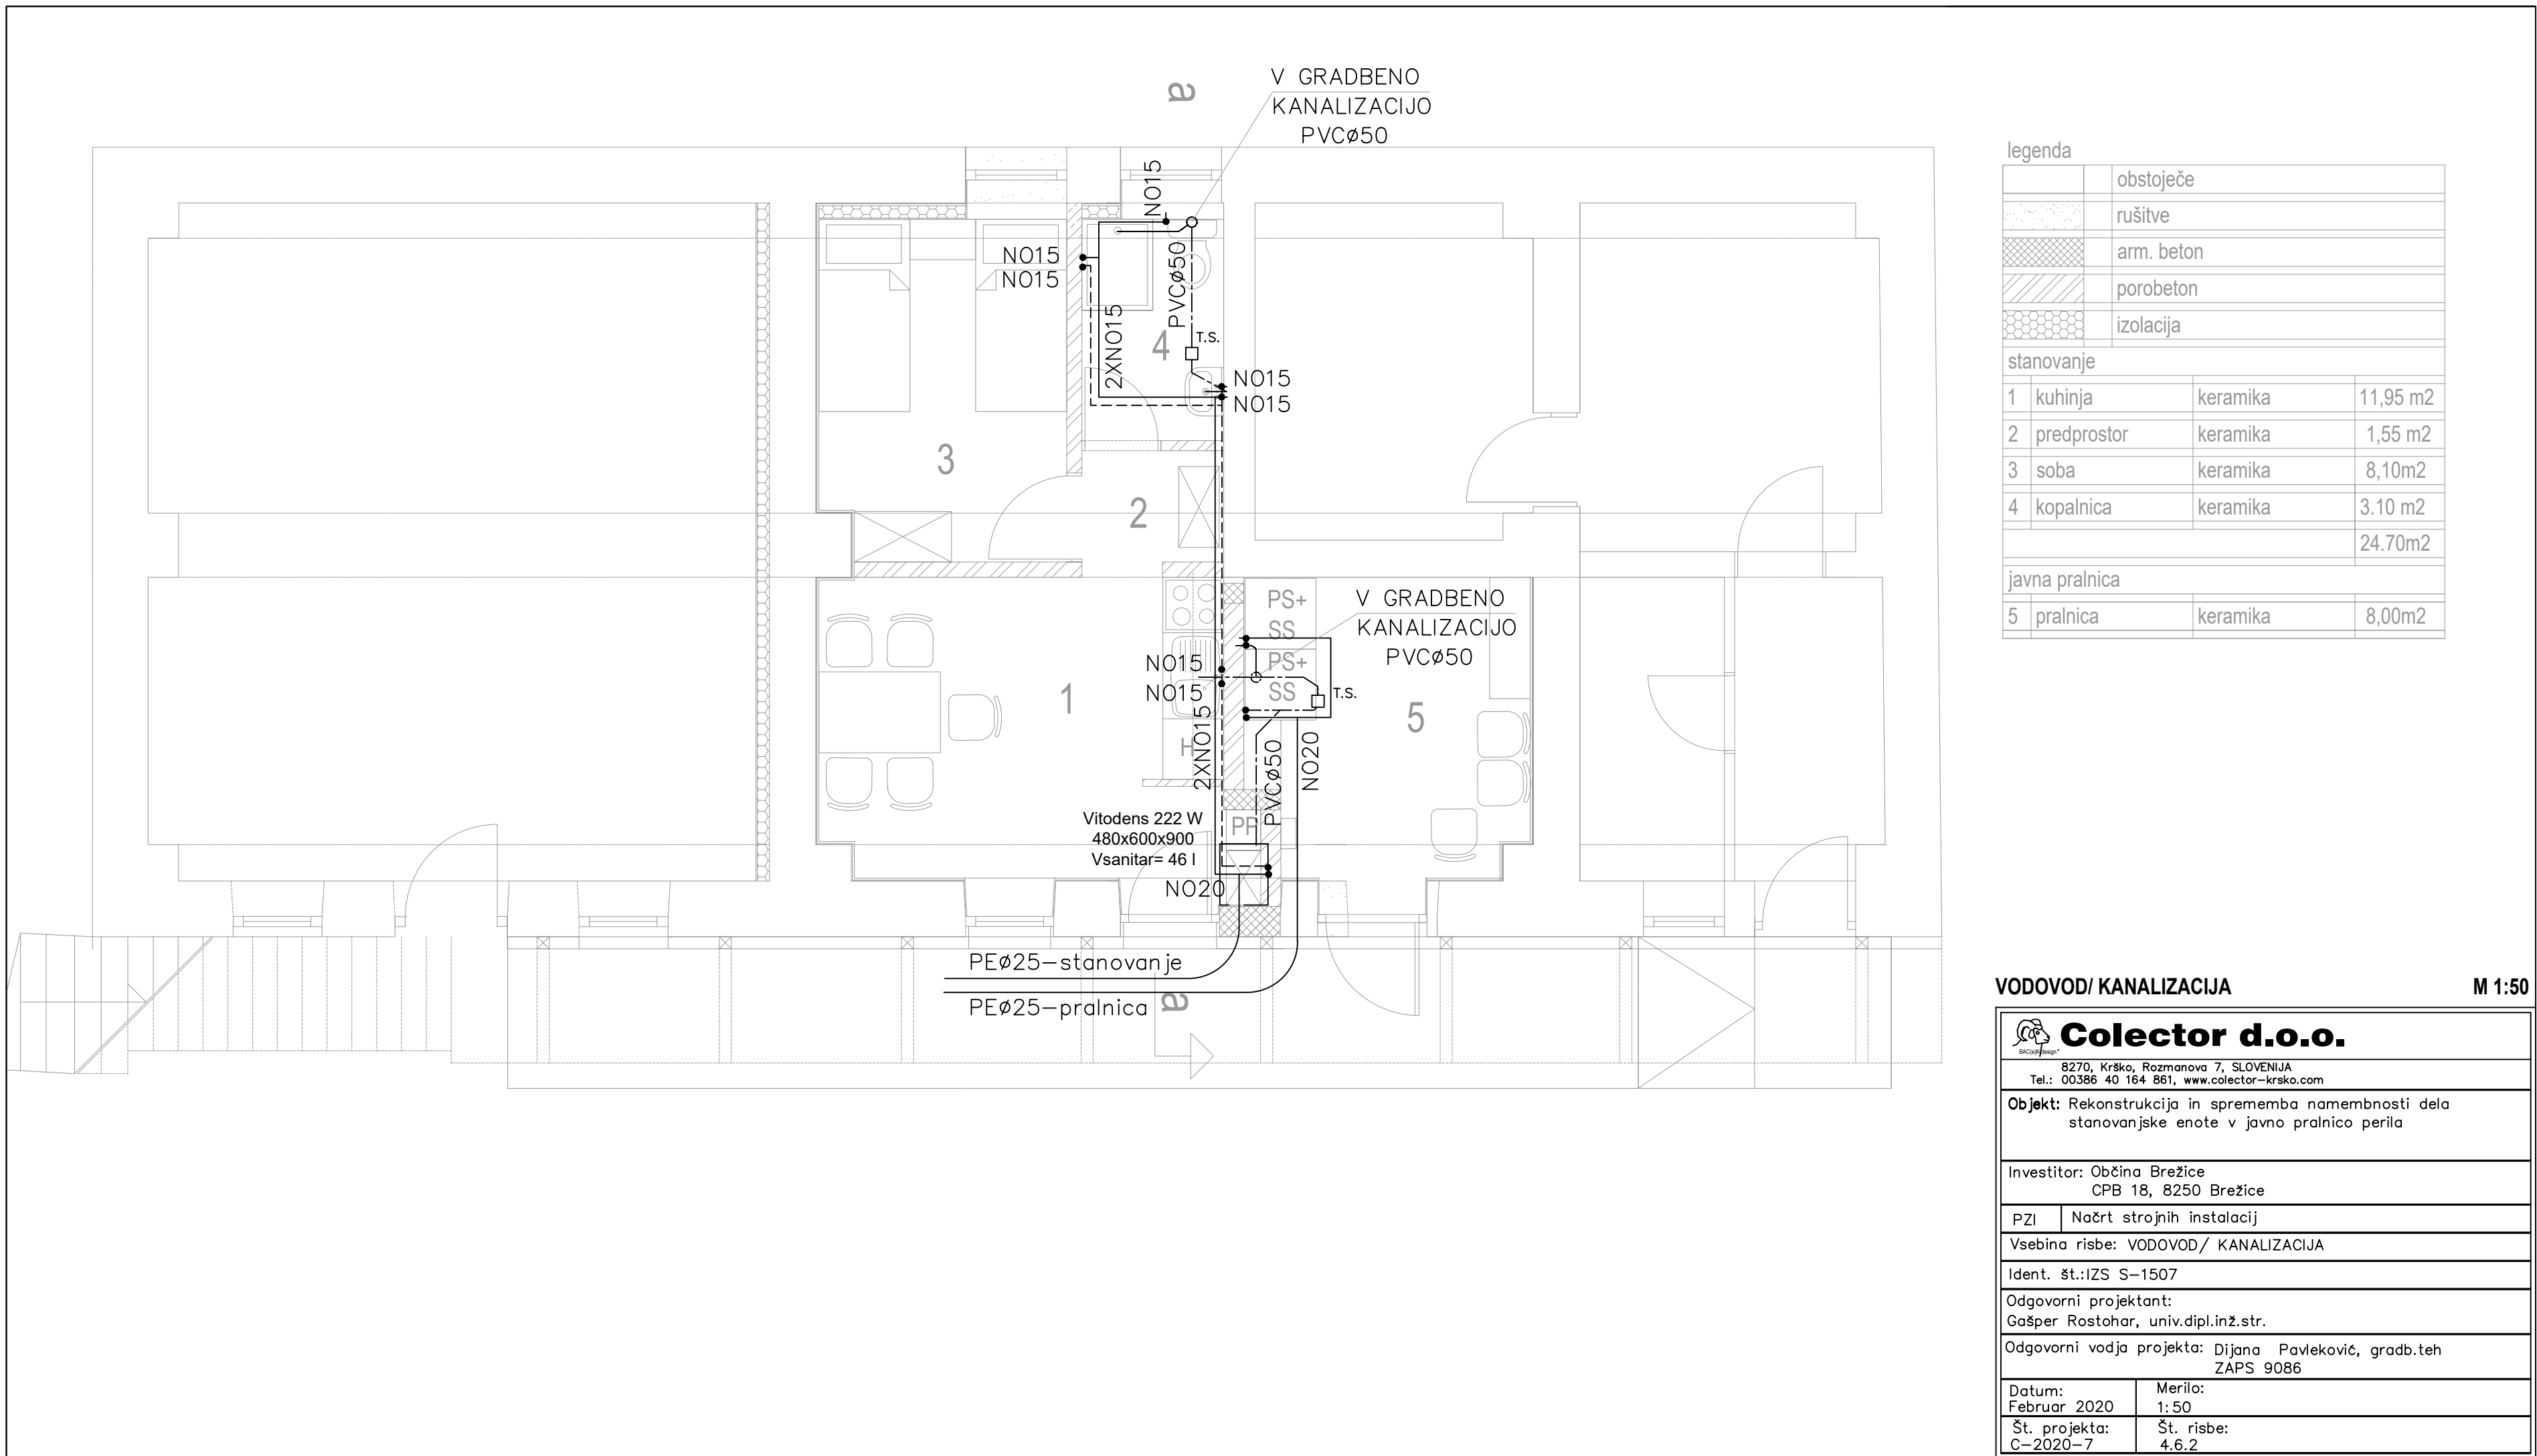 a
V GRADBENO
KANALIZACIJO
PVCø50
NO15
NO15
NO15
PVCø50
2XNO15
4
T.S.
NO15
NO15
3
2
PS+
SS
PS+
SS
V GRADBENO
KANALIZACIJO
PVCø50
T.S.
NO15
NO15
1
5
H
2XNO15
PVCø50
NO20
Vitodens 222 W
480x600x900
Vsanitar= 46 l
PP
NO20
PEø25-stanovanje
PEø25-pralnica
a
legenda
obstoječe
rušitve
arm. beton
porobeton
izolacija
stanovanje
1 kuhinja keramika 11,95 m2
2 predprostor keramika 1,55 m2
3 soba keramika 8,10m2
4 kopalnica keramika 3.10 m2
24.70m2
javna pralnica
5 pralnica keramika 8,00m2
VODOVOD/ KANALIZACIJA M 1:50
Colector d.o.o.
8270, Krško, Rozmanova 7, SLOVENIJA
Tel.: 00386 40 164 861, www.colector-krsko.com
Objekt: Rekonstrukcija in sprememba namembnosti dela
stanovanjske enote v javno pralnico perila
Investitor: Občina Brežice
CPB 18, 8250 Brežice
PZI Načrt strojnih instalacij
Vsebina risbe: VODOVOD/ KANALIZACIJA
Ident. št.:IZS S-1507
Odgovorni projektant:
Gašper Rostohar, univ.dipl.inž.str.
Odgovorni vodja projekta: Dijana Pavleković, gradb.teh
ZAPS 9086
Datum: Merilo:
Februar 2020 1:50
Št. projekta: Št. risbe:
C-2020-7 4.6.2